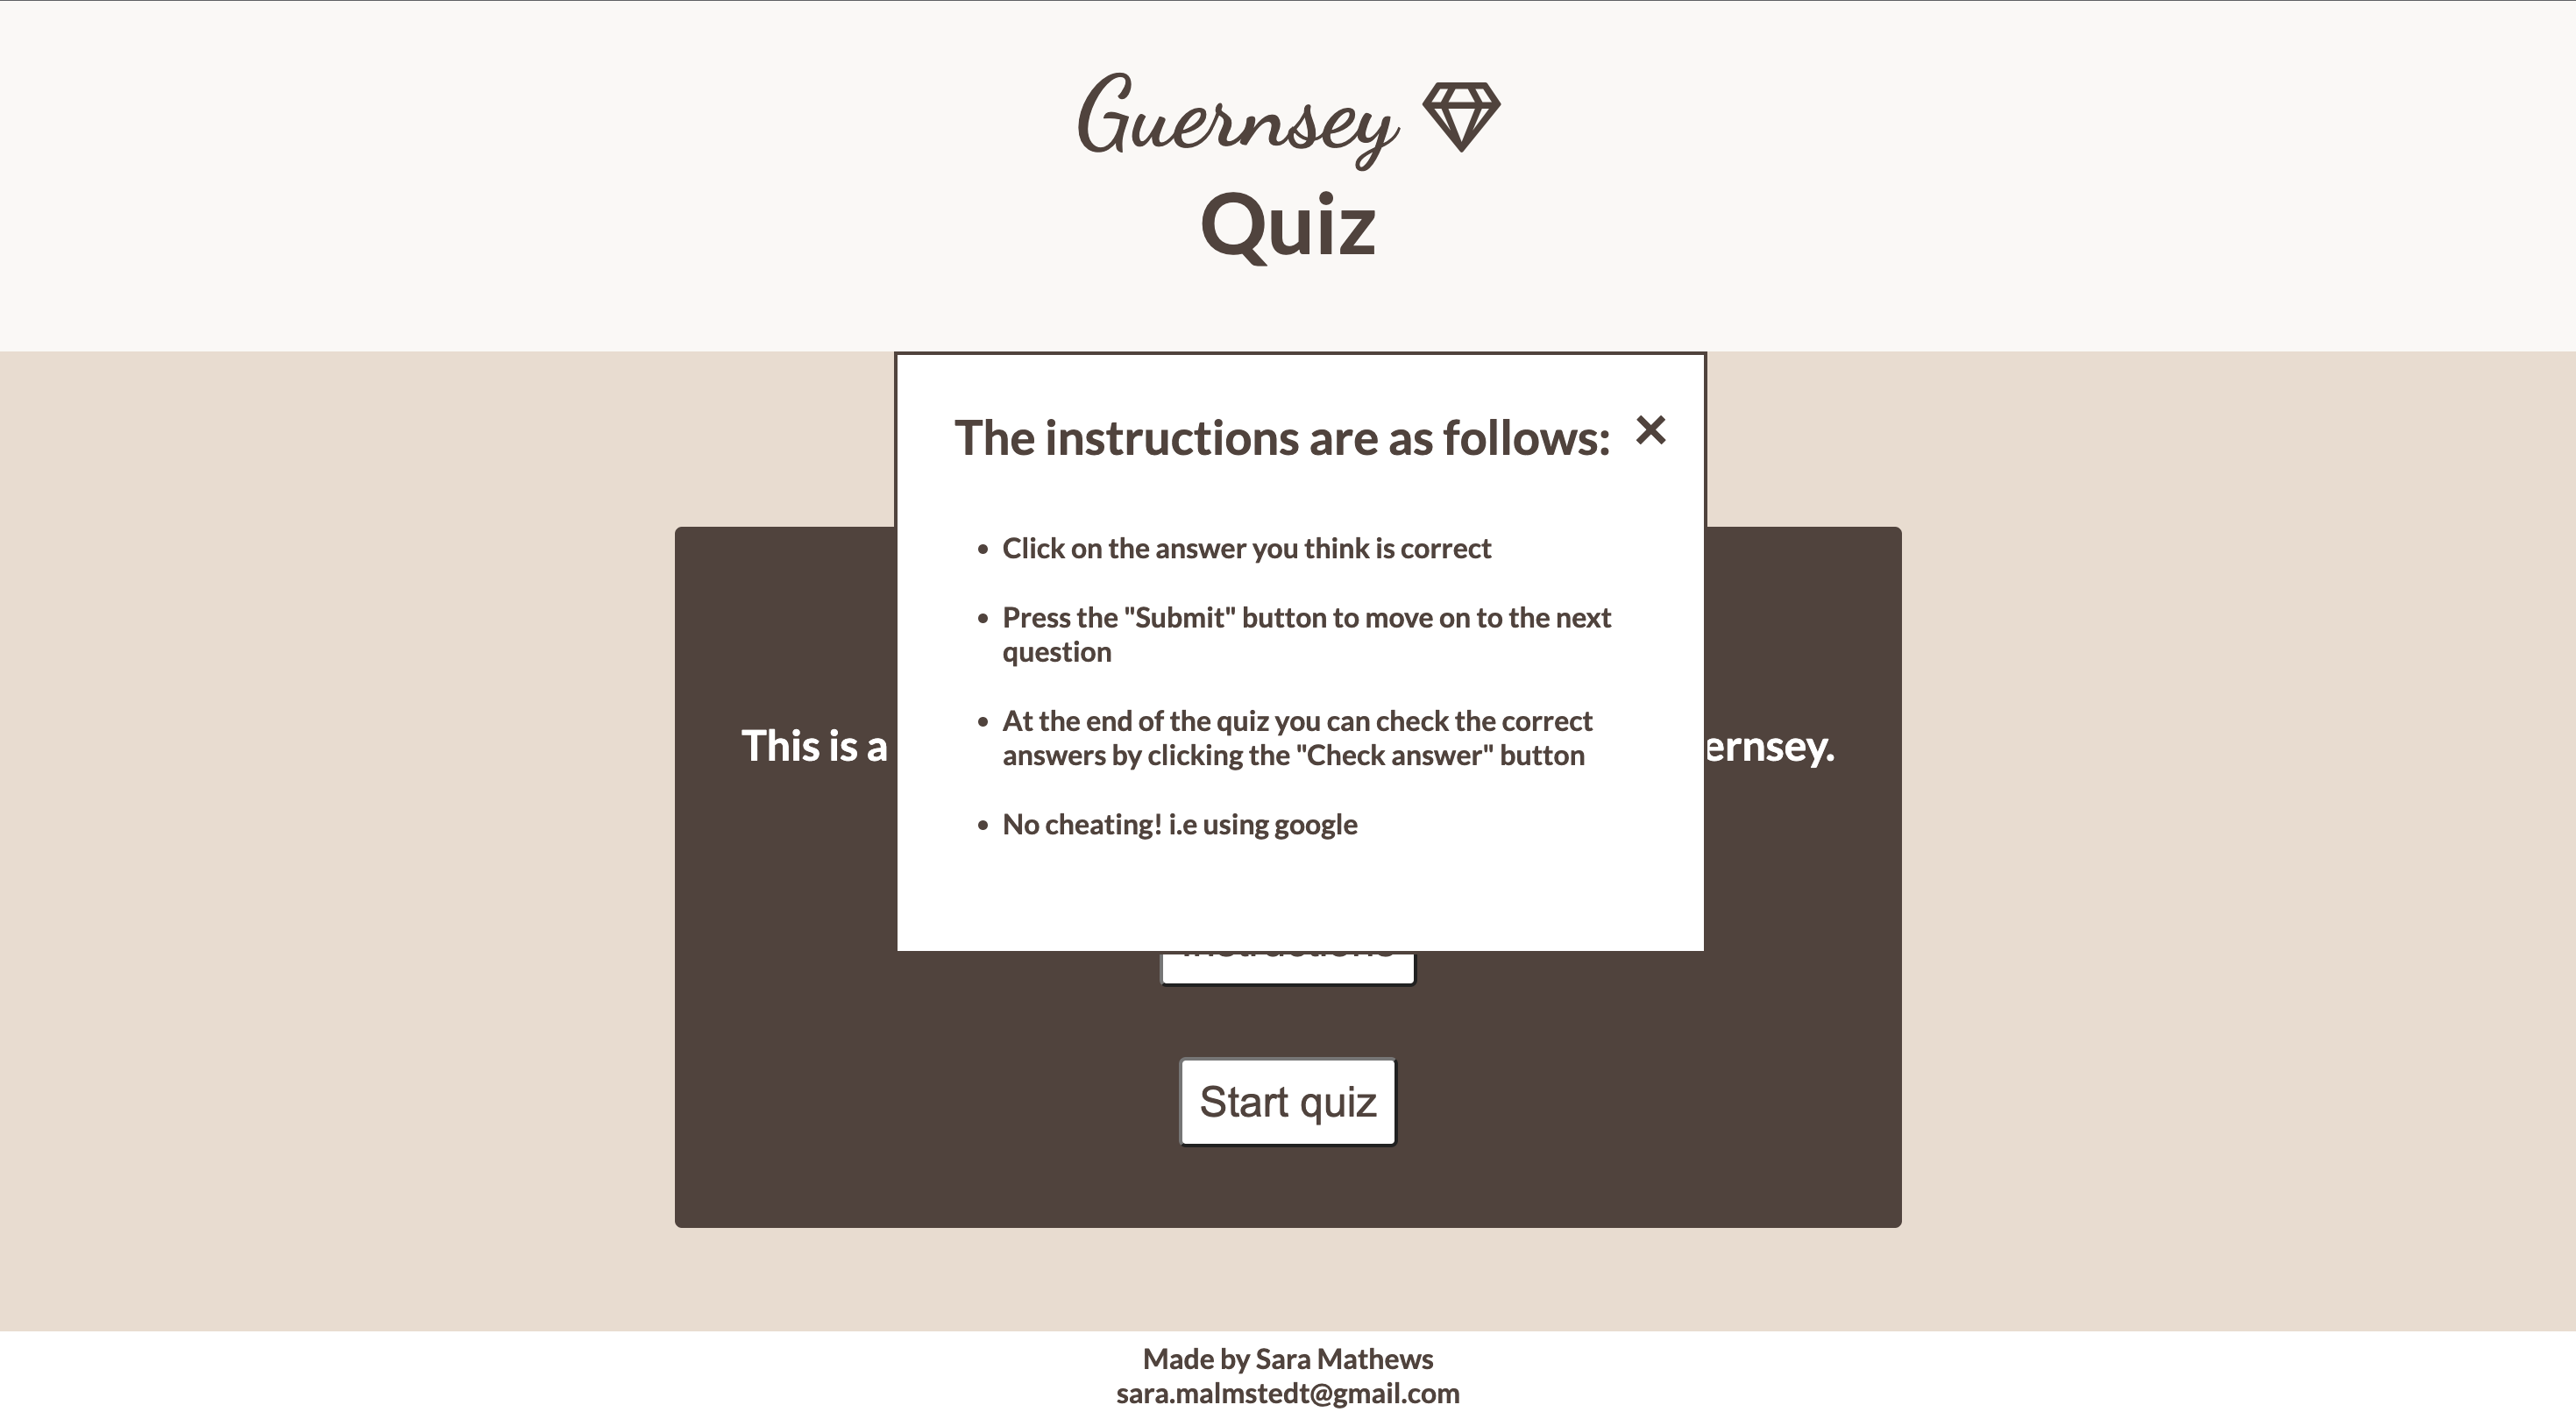 Guernsey
Quiz
The instructions are as follows: ×
• Click on the answer you think is correct
• Press the "Submit" button to move on to the next
question
• At the end of the quiz you can check the correct
answers by clicking the "Check answer" button
• No cheating! i.e using google
This is a
ernsey.
Start quiz
Made by Sara Mathews
sara.malmstedt@gmail.com